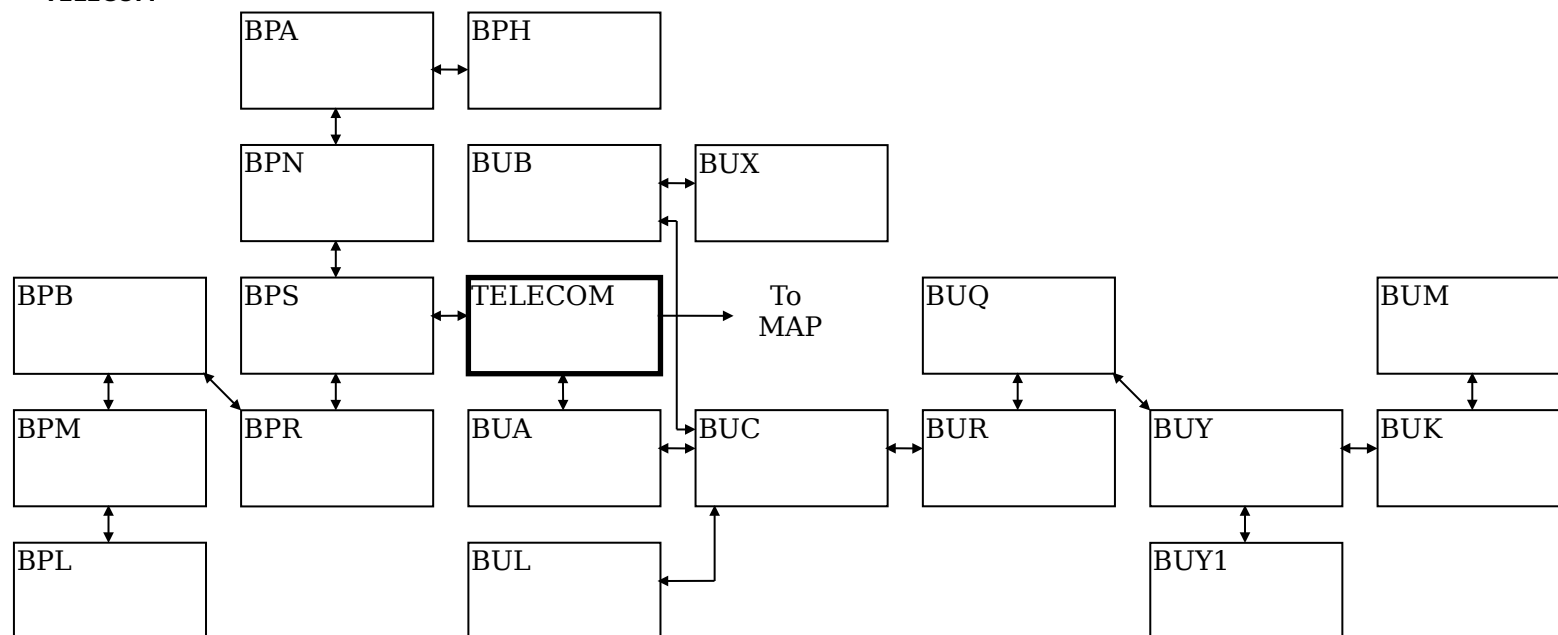 BPA BPH
BPN BUB BUX
BPB BPS TELECOM To BUQ BUM
MAP
BPM BPR BUA BUC BUR BUY BUK
BPL BUL BUY1